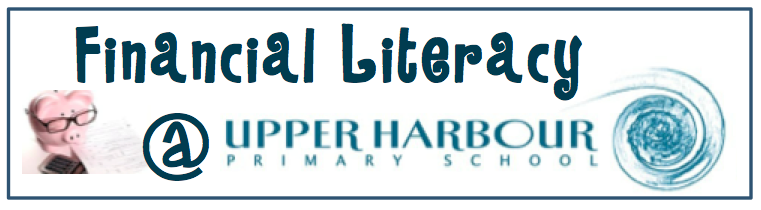 Financial Literacy
@ UPPER HARBOUR
PRIMARY SCHOOL